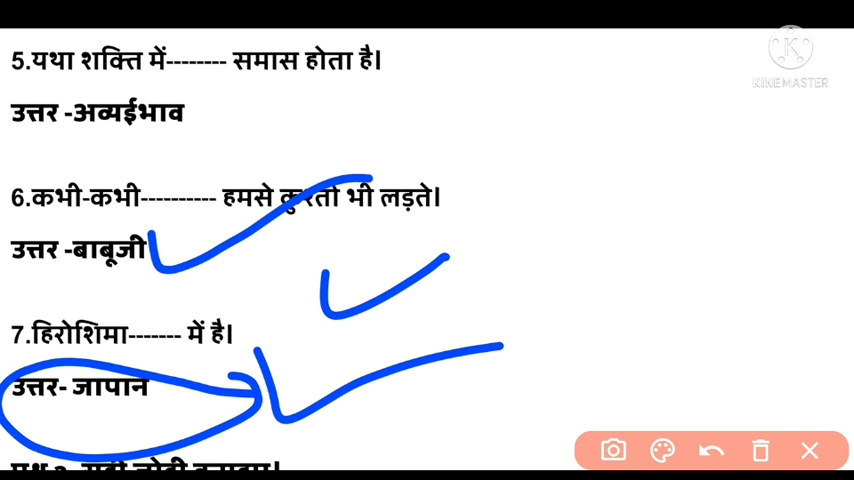 5.यथा शक्ति में-------- समास होता है।
KINEMASTER
उत्तर -अव्यईभाव
6.कभी-कभी---------- हमसे कुश्ती भी लड़ते।
उत्तर -बाबूजी
7.हिरोशिमा------- में है।
उत्तर- जापान